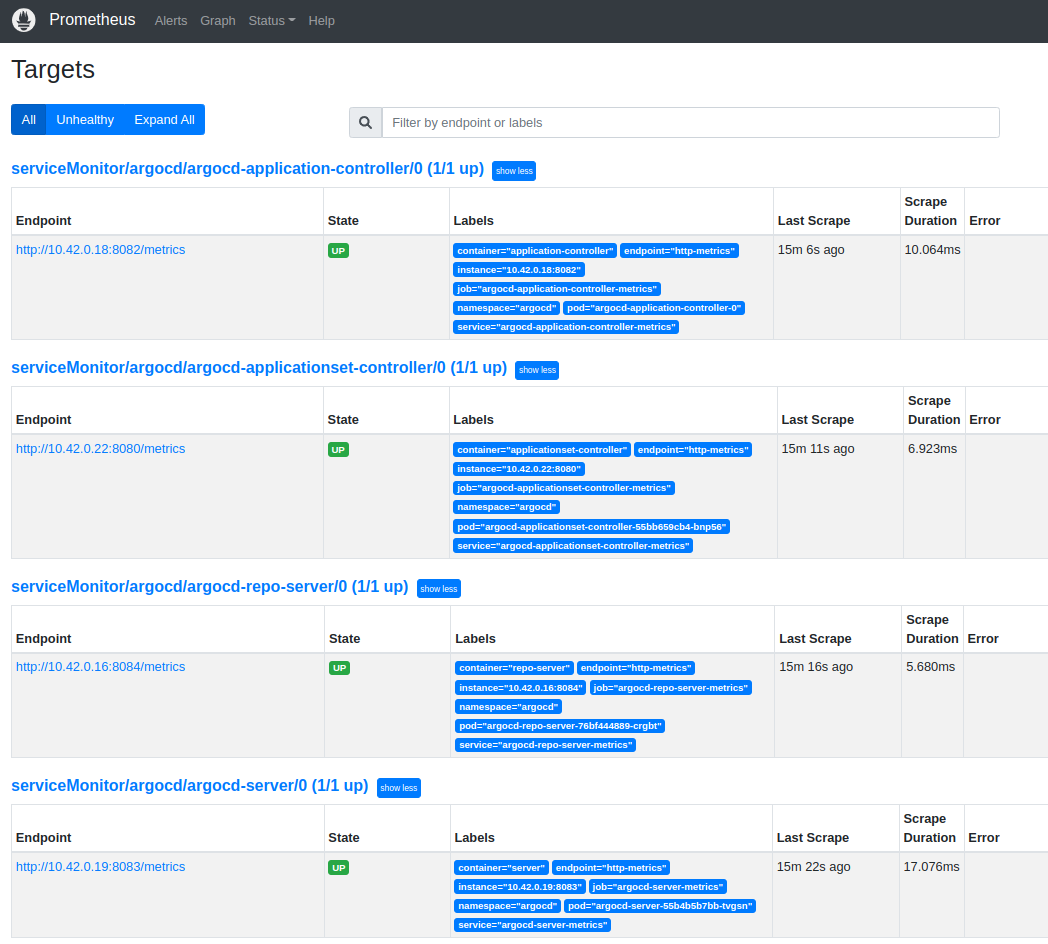 Prometheus Alerts Graph Status Help
Targets
All Unhealthy Expand All Filter by endpoint or labels
serviceMonitor/argocd/argocd-application-controller/0 (1/1 up) show less
Scrape
Endpoint State Labels Last Scrape Duration Error
http://10.42.0.18:8082/metrics UP container="application-controller" endpoint="http-metrics" 15m 6s ago 10.064ms
instance="10.42.0.18:8082"
job="argocd-application-controller-metrics"
namespace="argocd" pod="argocd-application-controller-0"
service="argocd-application-controller-metrics"
serviceMonitor/argocd/argocd-applicationset-controller/0 (1/1 up) show less
Scrape
Endpoint State Labels Last Scrape Duration Error
http://10.42.0.22:8080/metrics UP container="applicationset-controller" endpoint="http-metrics" 15m 11s ago 6.923ms
instance="10.42.0.22:8080"
job="argocd-applicationset-controller-metrics"
namespace="argocd"
pod="argocd-applicationset-controller-55bb659cb4-bnp56"
service="argocd-applicationset-controller-metrics"
serviceMonitor/argocd/argocd-repo-server/0 (1/1 up) show less
Scrape
Endpoint State Labels Last Scrape Duration Error
http://10.42.0.16:8084/metrics UP container="repo-server" endpoint="http-metrics" 15m 16s ago 5.680ms
instance="10.42.0.16:8084" job="argocd-repo-server-metrics"
namespace="argocd"
pod="argocd-repo-server-76bf444889-crgbt"
service="argocd-repo-server-metrics"
serviceMonitor/argocd/argocd-server/0 (1/1 up) show less
Scrape
Endpoint State Labels Last Scrape Duration Error
http://10.42.0.19:8083/metrics UP container="server" endpoint="http-metrics" 15m 22s ago 17.076ms
instance="10.42.0.19:8083" job="argocd-server-metrics"
namespace="argocd" pod="argocd-server-55b4b5b7bb-tvgsn"
service="argocd-server-metrics"